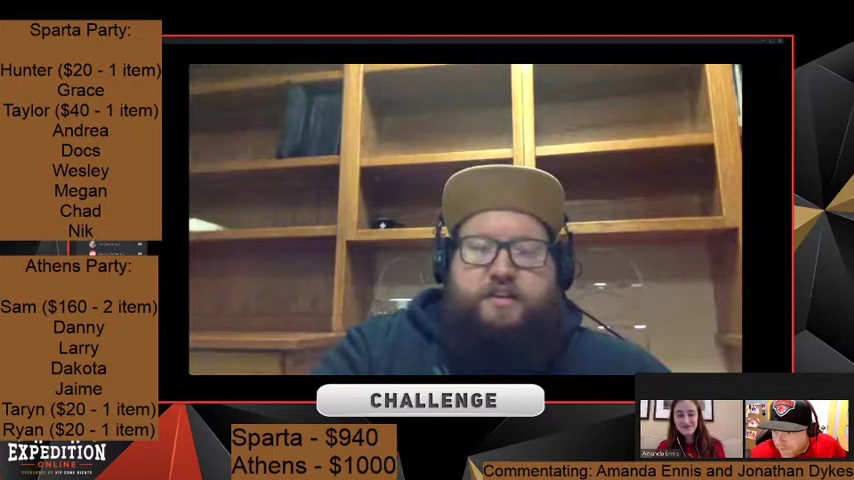 Sparta Party:
Hunter ($20 - 1 item)
Grace
Taylor ($40 - 1 item)
Andrea
Docs
Wesley
Megan
Chad
Nik
Athens Party:
Sam ($160 - 2 item)
Danny
Larry
Dakota
Jaime
Taryn ($20 - 1 item)
Ryan ($20 - 1 item)
EXPEDITION
ONLINE
CHALLENGE
Sparta - $940
Athens - $1000
Amanda Ennis
Commentating: Amanda Ennis and Jonathan Dykes